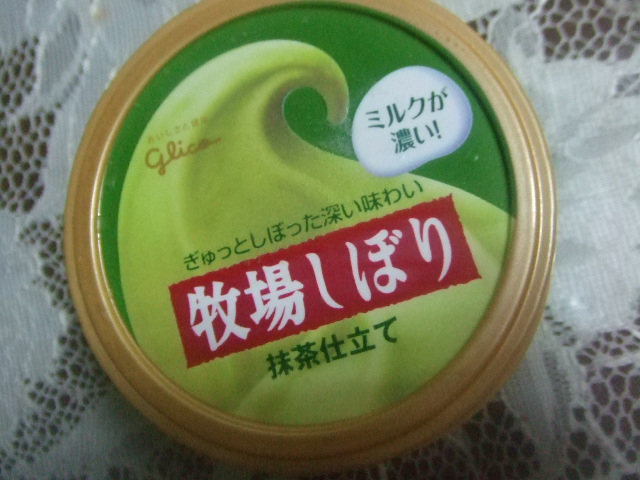 ミルクが
濃い!
おいしさと健康
glico
ぎゅっとしぼった深い味わい
牧場しぼり
抹茶仕立て